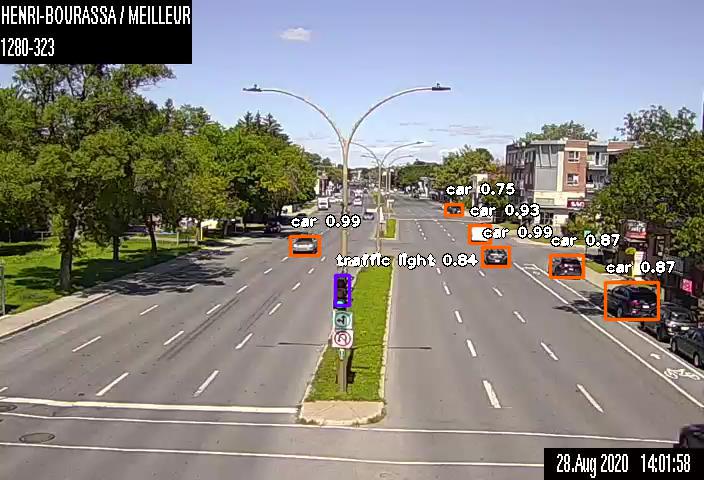 HENRI-BOURASSA / MEILLEUR
1280-323
car 0.75
car 0.93
car 0.99
car 0.99
car 0.87
traffic light 0.84
car 0.87
28.Aug 2020 14:01:58